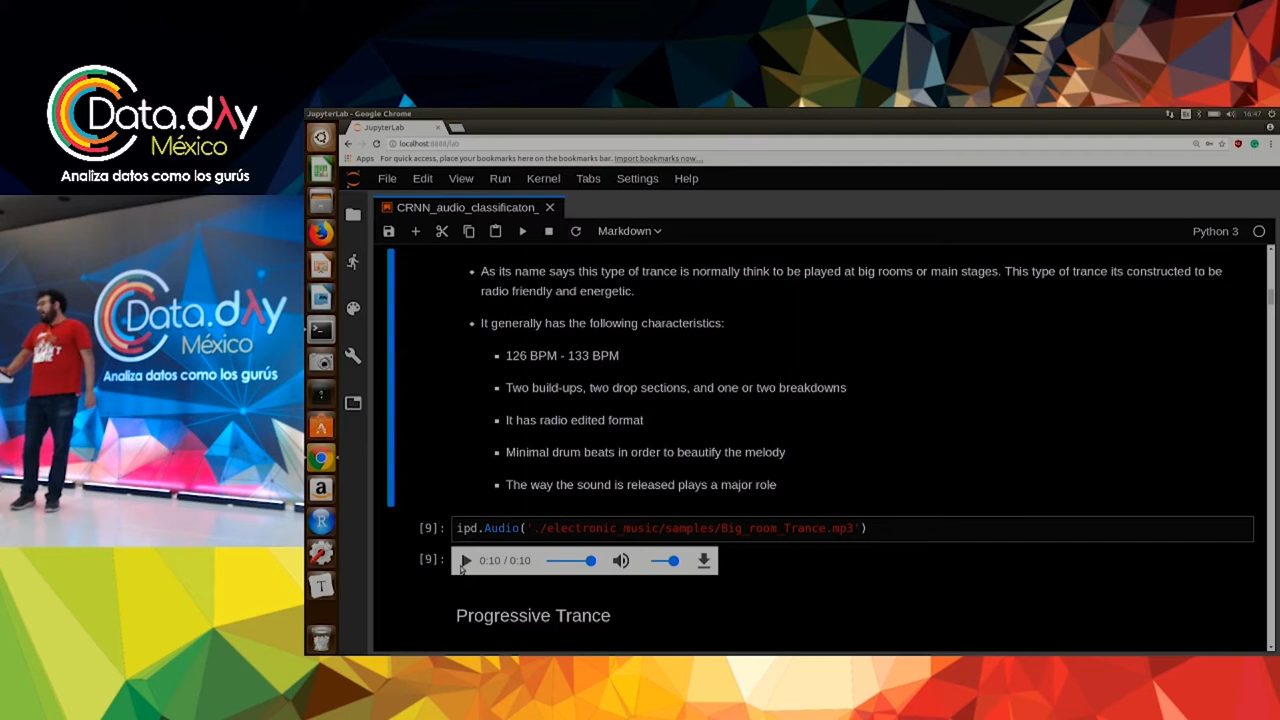 Data.dλy
México
Analiza datos como los gurús
Data.dλy
México
Analiza datos como los gurús
JupyterLab - Google Chrome
16:47
JupyterLab
localhost:8888/lab
Apps For quick access, place your bookmarks here on the bookmarks bar. Import bookmarks now...
File Edit View Run Kernel Tabs Settings Help
CRNN_audio_classificaton_
Markdown
Python 3
As its name says this type of trance is normally think to be played at big rooms or main stages. This type of trance its constructed to be
radio friendly and energetic.
It generally has the following characteristics:
126 BPM - 133 BPM
Two build-ups, two drop sections, and one or two breakdowns
It has radio edited format
Minimal drum beats in order to beautify the melody
The way the sound is released plays a major role
[9]: ipd.Audio('./electronic_music/samples/Big_room_Trance.mp3')
[9]: 0:10 / 0:10
Progressive Trance